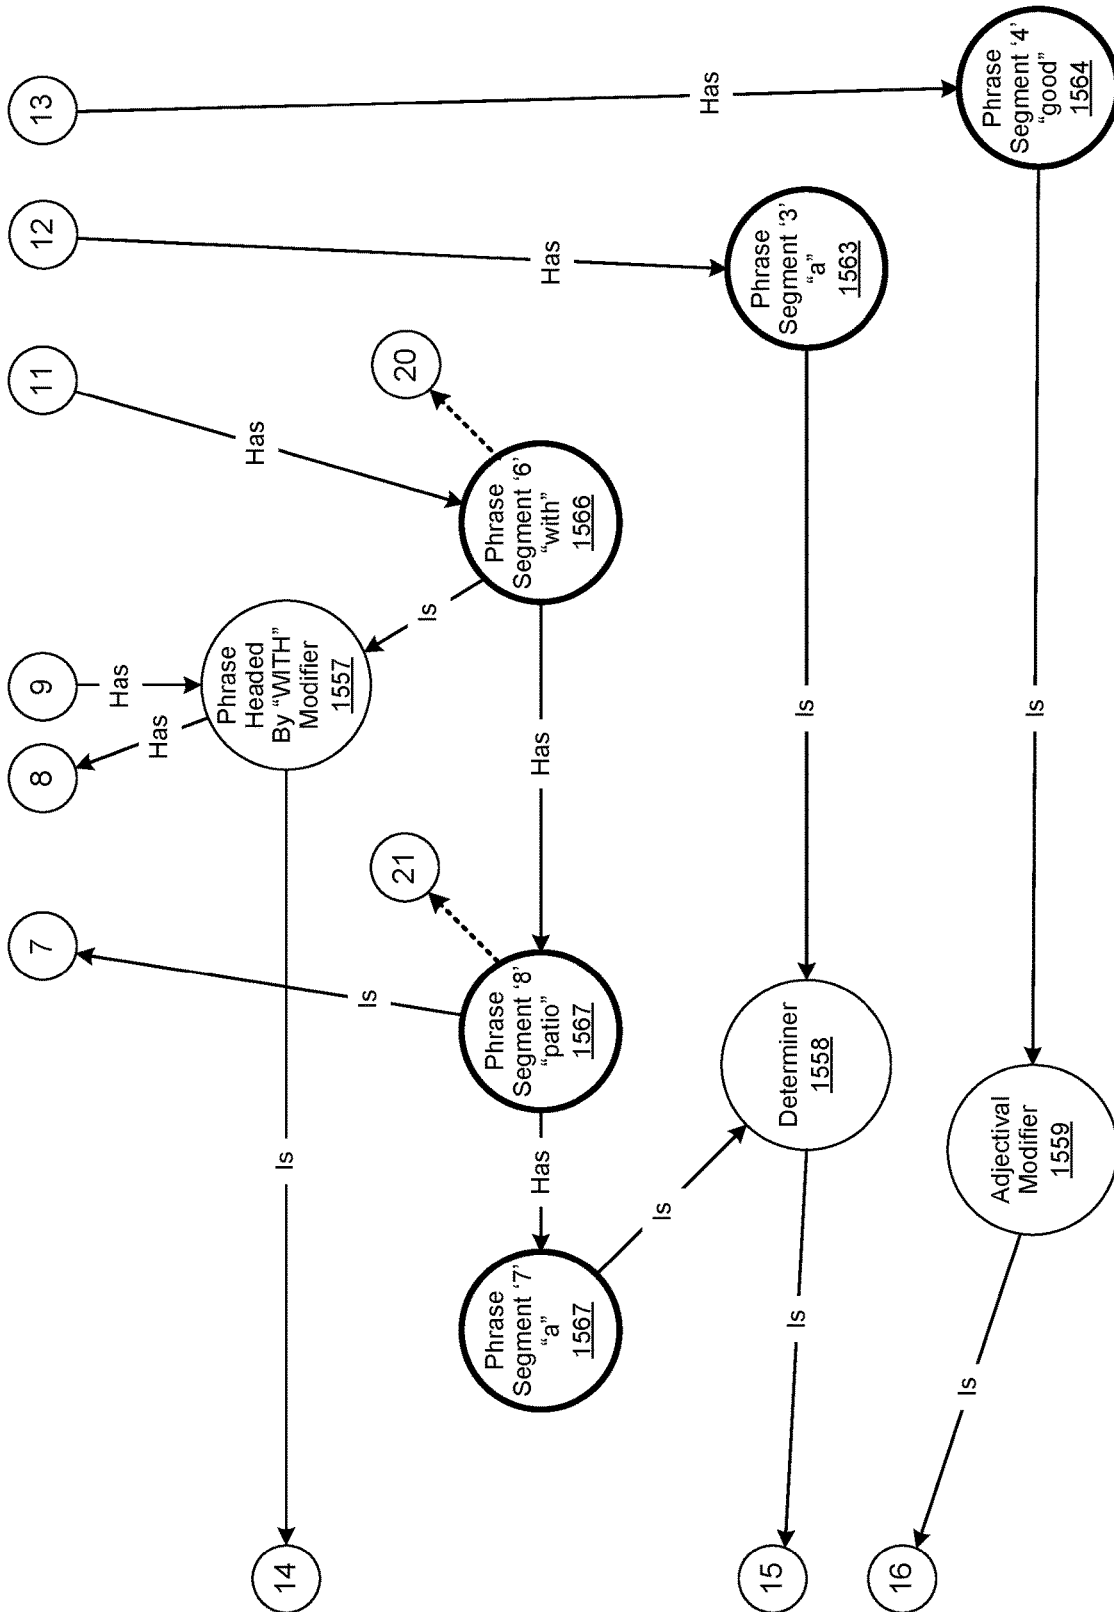 7
8
9
11
12
13
Has
Has
Has
Has
Has
Phrase
Headed
By “WITH”
Modifier
1557
Is
Is
Is
21
20
Phrase
Segment ‘7’
“a”
1567
Has
Phrase
Segment ‘8’
“patio”
1567
Has
Phrase
Segment ‘6’
“with”
1566
Is
14
Determiner
1558
Is
Phrase
Segment ‘3’
“a”
1563
Is
15
Adjectival
Modifier
1559
Is
Phrase
Segment ‘4’
“good”
1564
Is
16